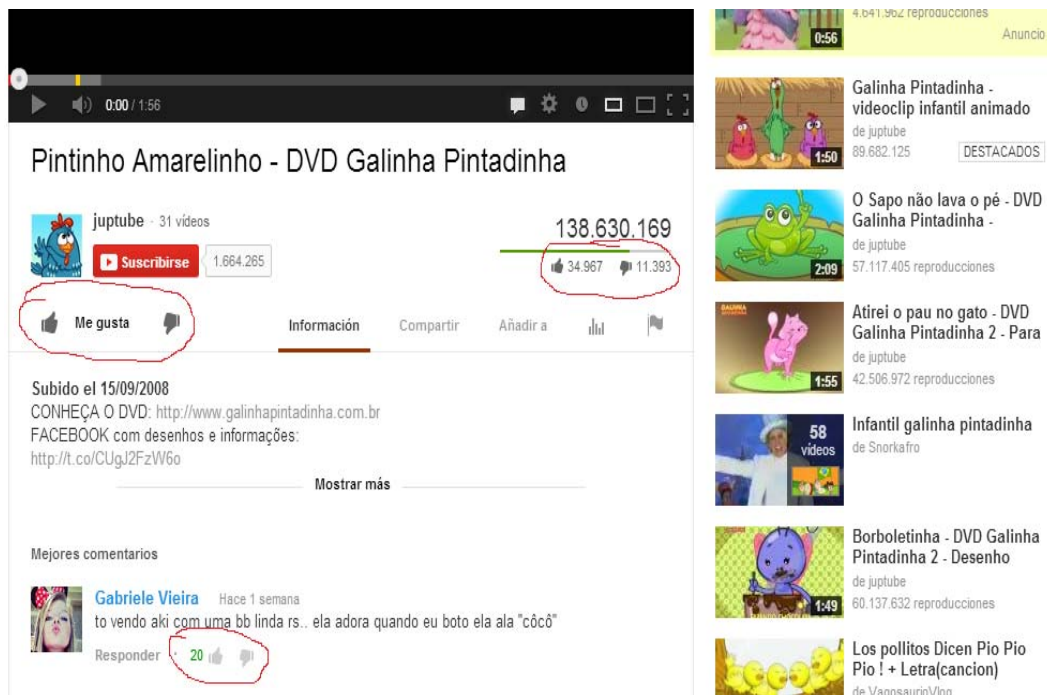 0:00 / 1:56
Pintinho Amarelinho - DVD Galinha Pintadinha
juptube · 31 vídeos
Suscribirse 1.664.265
138.630.169
34.967 11.393
Me gusta
Información Compartir Añadir a
Subido el 15/09/2008
CONHEÇA O DVD: http://www.galinhapintadinha.com.br
FACEBOOK com desenhos e informações:
http://t.co/CUgJ2FzW6o
Mostrar más
Mejores comentarios
Gabriele Vieira Hace 1 semana
to vendo aki com uma bb linda rs.. ela adora quando eu boto ela ala "côcô"
Responder · 20
4.641.962 reproducciones
0:56
Anuncio
Galinha Pintadinha -
videoclip infantil animado
de juptube
89.682.125 DESTACADOS
1:50
O Sapo não lava o pé - DVD
Galinha Pintadinha -
de juptube
57.117.405 reproducciones
2:09
Atirei o pau no gato - DVD
Galinha Pintadinha 2 - Para
de juptube
42.506.972 reproducciones
1:55
Infantil galinha pintadinha
de Snorkafro
58
vídeos
Borboletinha - DVD Galinha
Pintadinha 2 - Desenho
de juptube
60.137.632 reproducciones
1:49
Los pollitos Dicen Pio Pio
Pio ! + Letra(cancion)
de VagosaurioVlog